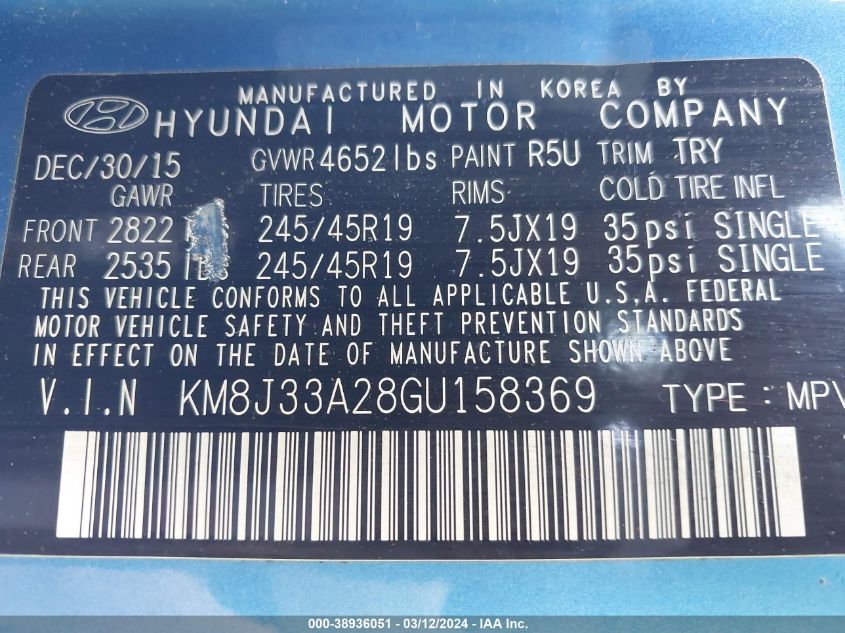 MANUFACTURED IN KOREA BY
HYUNDAI MOTOR COMPANY
DEC/30/15 GVWR 4652 lbs PAINT R5U TRIM TRY
GAWR TIRES RIMS COLD TIRE INFL
FRONT 2822 245/45R19 7.5JX19 35psi SINGLE
REAR 2535 245/45R19 7.5JX19 35psi SINGLE
THIS VEHICLE CONFORMS TO ALL APPLICABLE U.S.A. FEDERAL
MOTOR VEHICLE SAFETY AND THEFT PREVENTION STANDARDS
IN EFFECT ON THE DATE OF MANUFACTURE SHOWN ABOVE
V.I.N KM8J33A28GU158369 TYPE : MPV
000-38936051 - 03/12/2024 - IAA Inc.